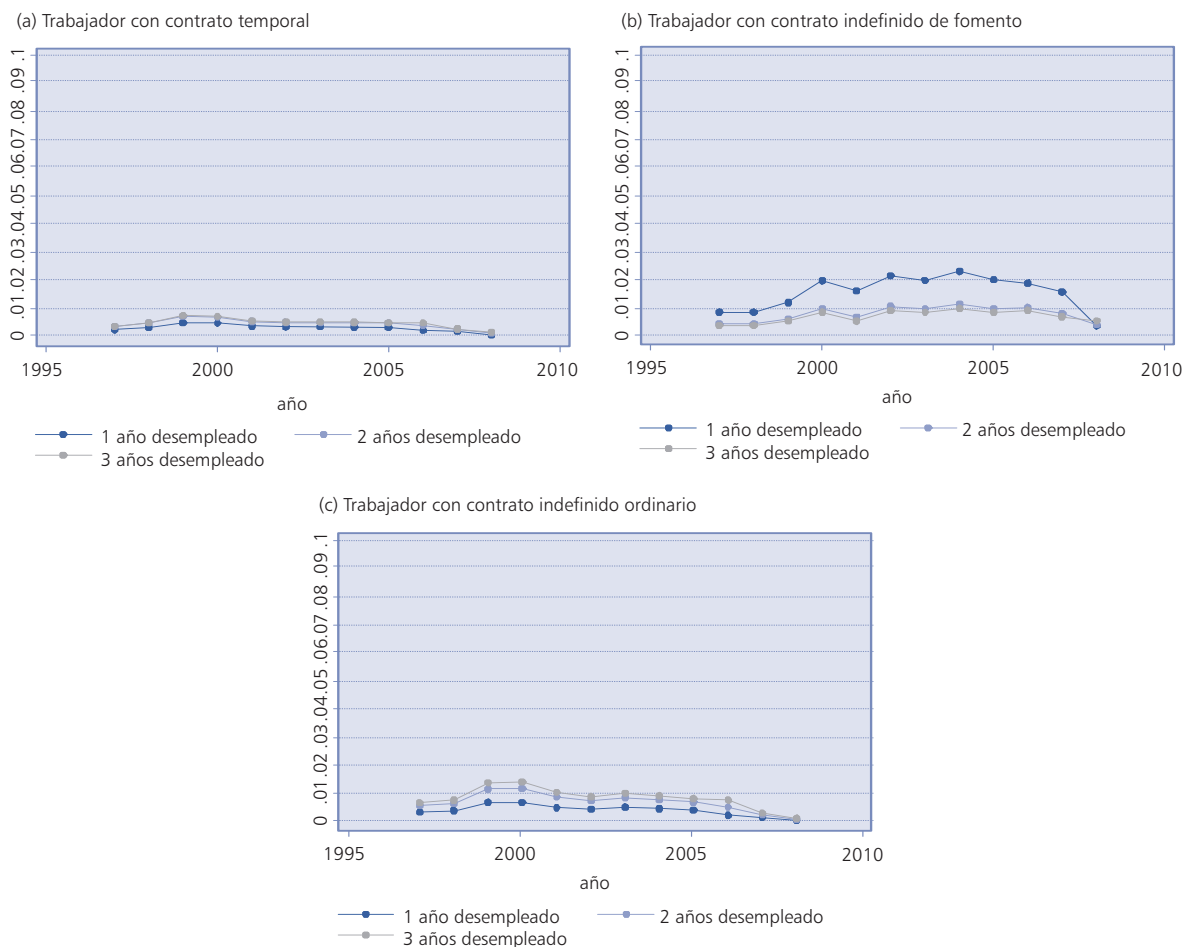 (a) Trabajador con contrato temporal
0 .01 .02 .03 .04 .05 .06 .07 .08 .09 .1
1995 2000 2005 2010
año
1 año desempleado 2 años desempleado
3 años desempleado
(b) Trabajador con contrato indefinido de fomento
0 .01 .02 .03 .04 .05 .06 .07 .08 .09 .1
1995 2000 2005 2010
año
1 año desempleado 2 años desempleado
3 años desempleado
(c) Trabajador con contrato indefinido ordinario
0 .01 .02 .03 .04 .05 .06 .07 .08 .09 .1
1995 2000 2005 2010
año
1 año desempleado 2 años desempleado
3 años desempleado